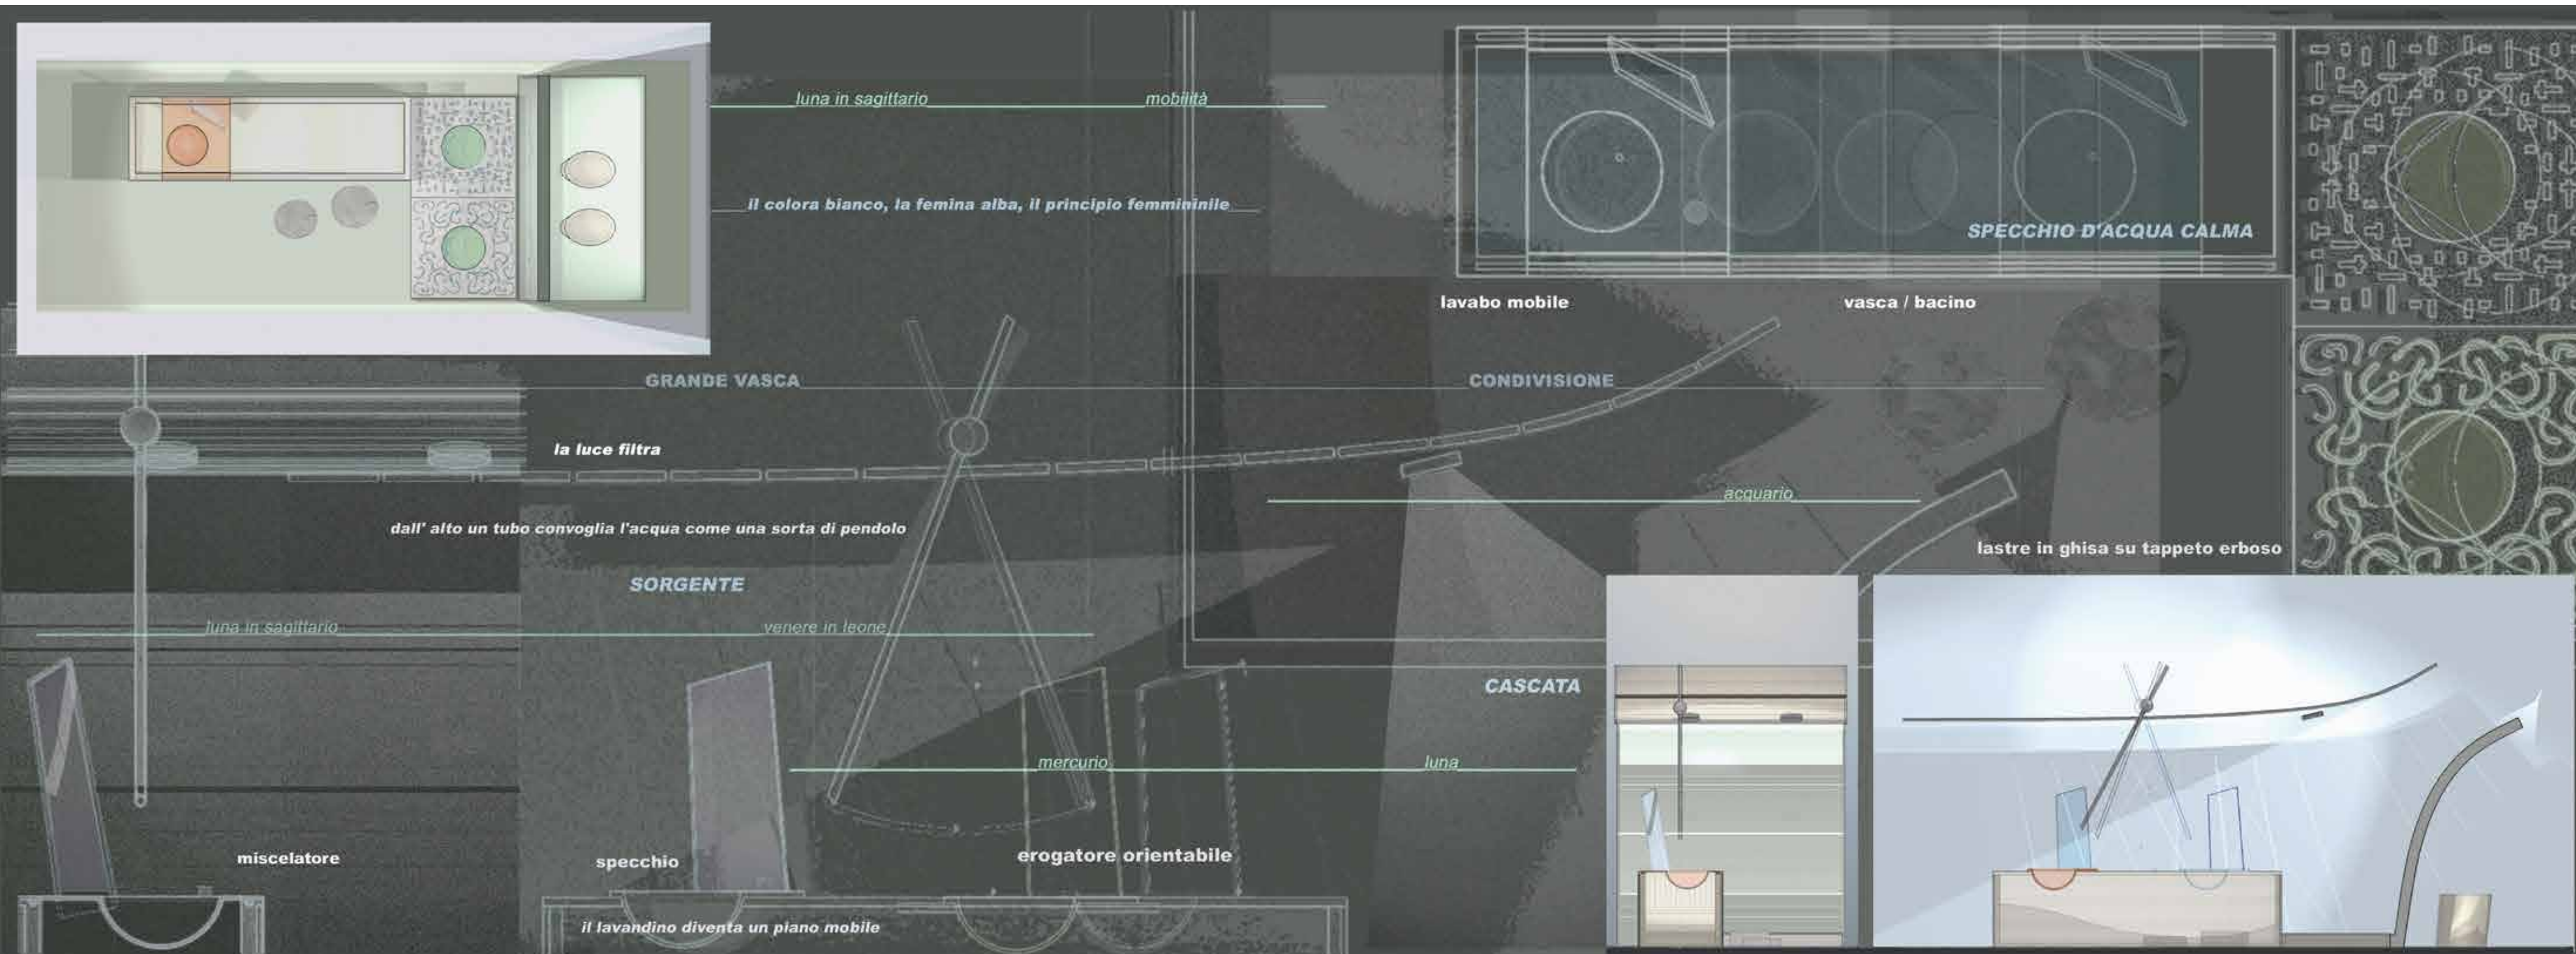 luna in sagittario mobilità
il colora bianco, la femina alba, il principio femmininile
SPECCHIO D'ACQUA CALMA
lavabo mobile vasca / bacino
GRANDE VASCA CONDIVISIONE
la luce filtra
acquario
dall' alto un tubo convoglia l'acqua come una sorta di pendolo
lastre in ghisa su tappeto erboso
SORGENTE
luna in sagittario venere in leone
CASCATA
mercurio luna
miscelatore specchio erogatore orientabile
il lavandino diventa un piano mobile